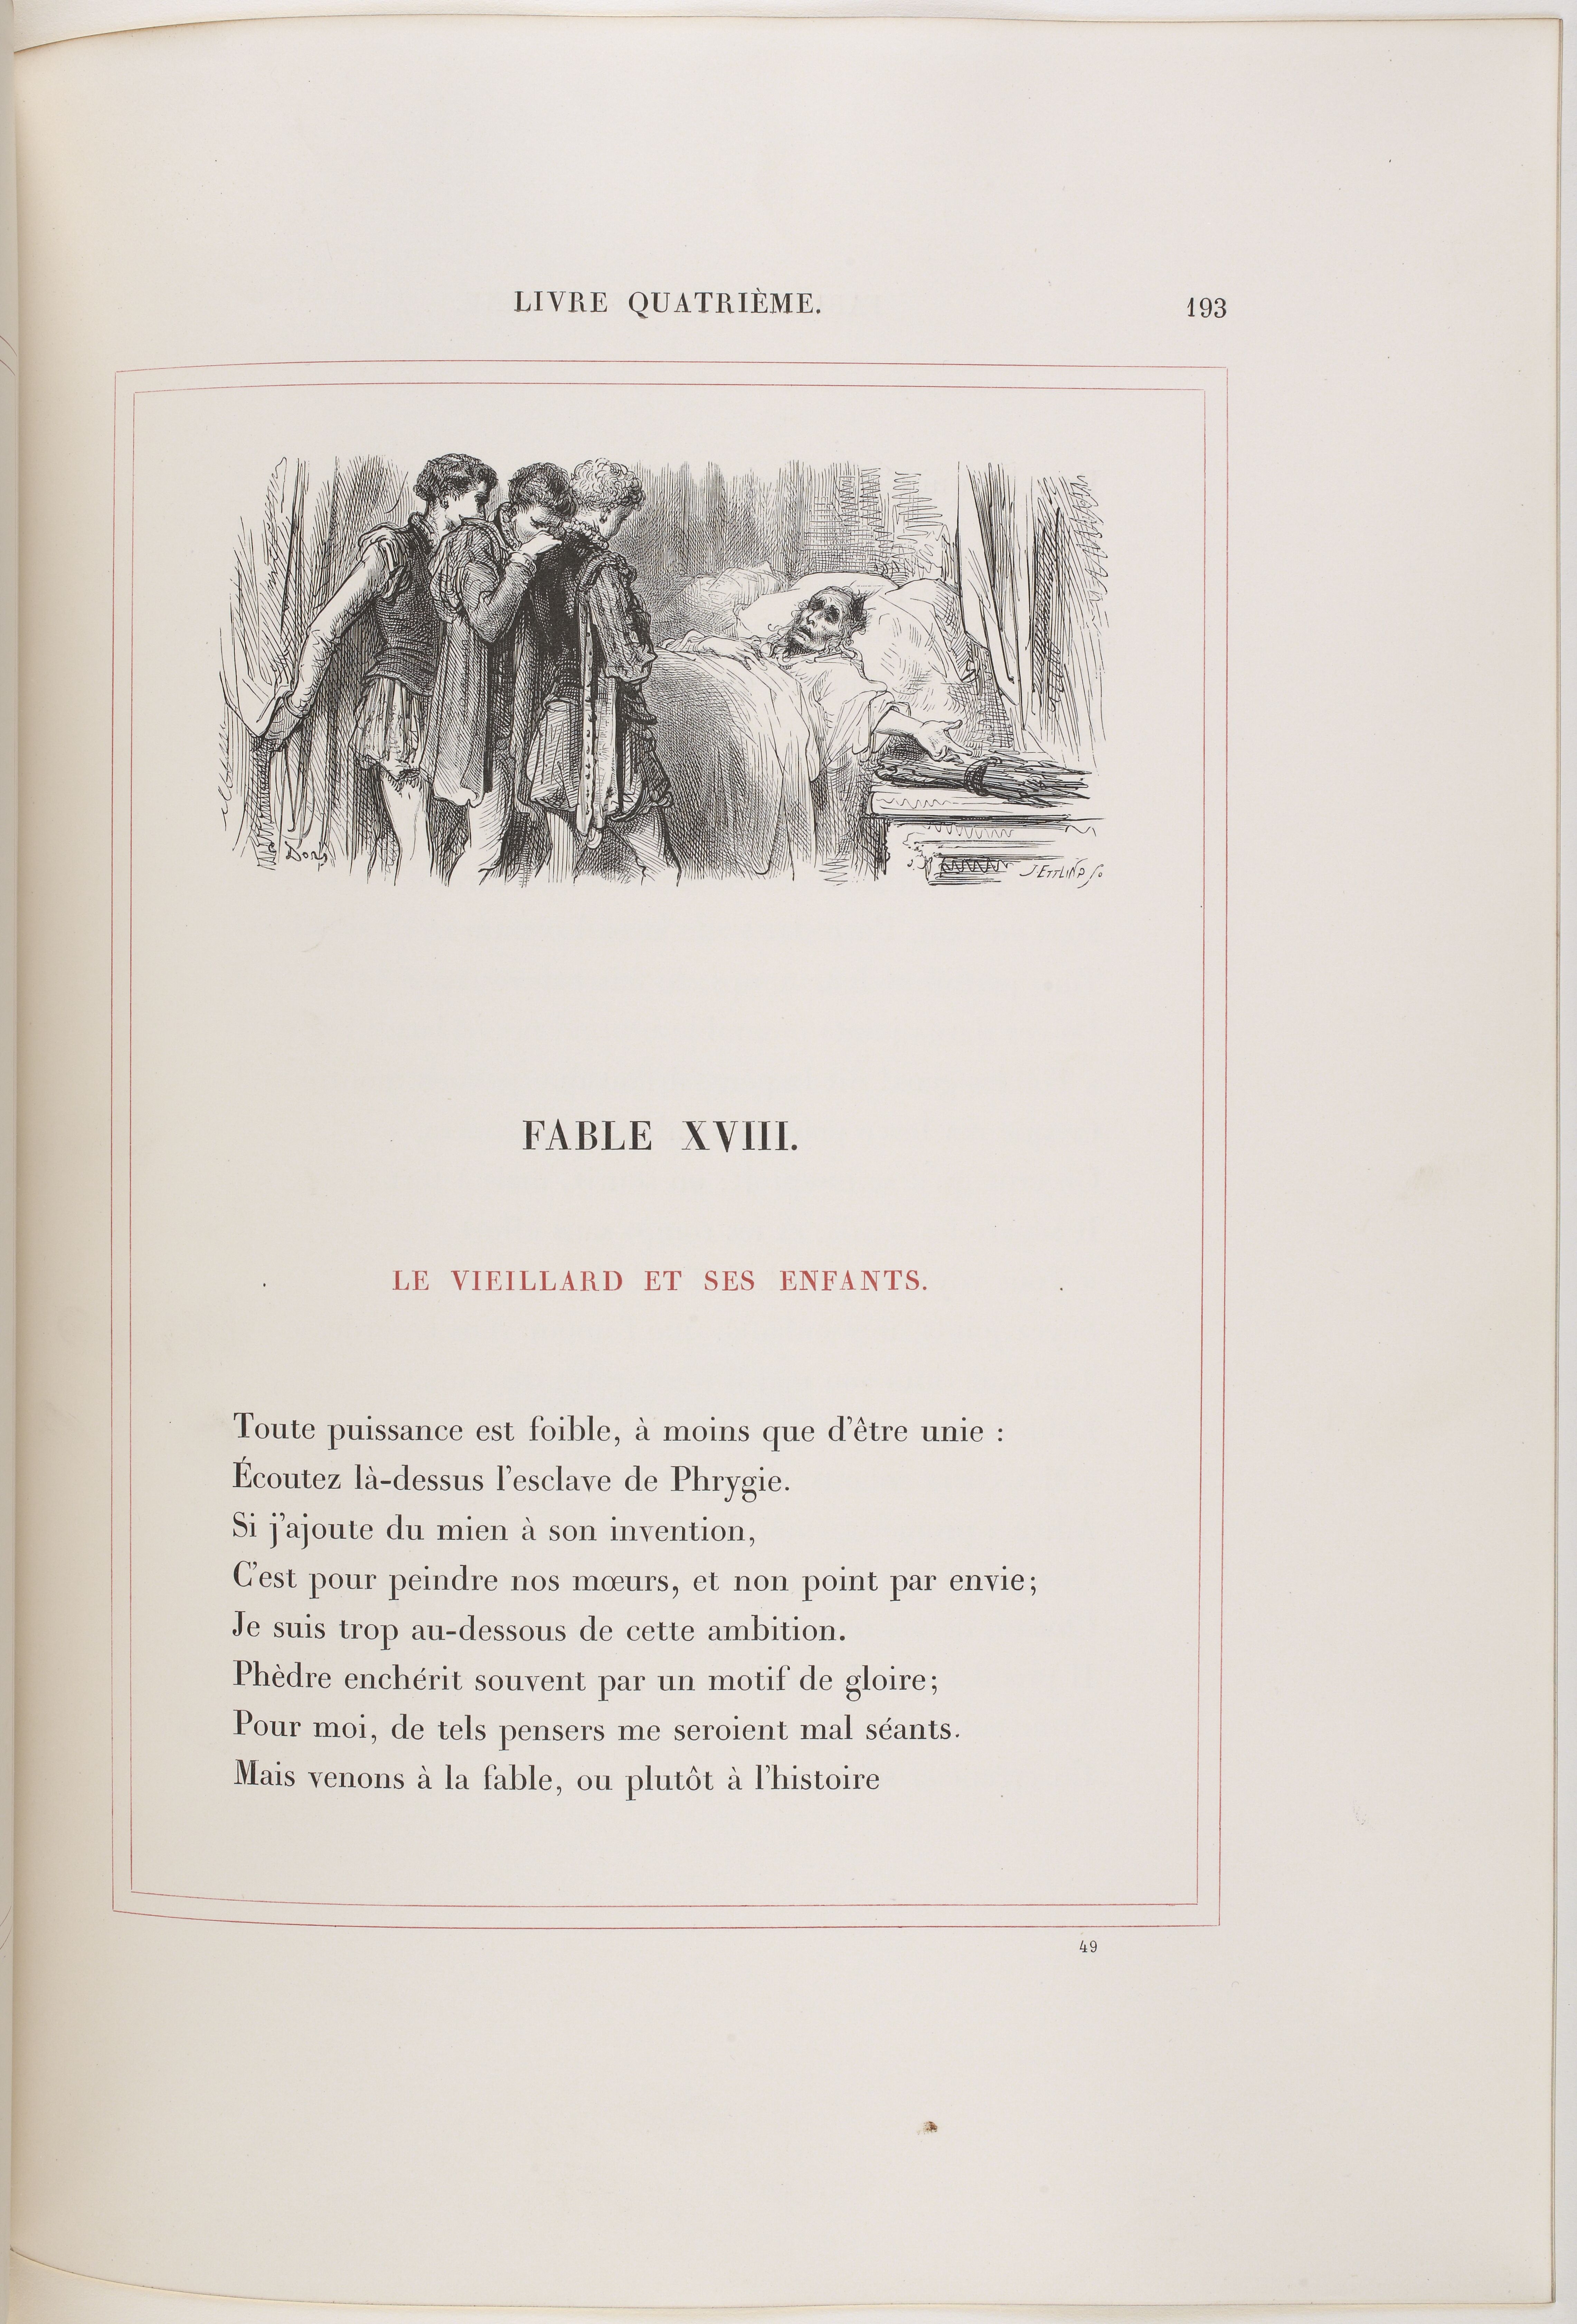 LIVRE QUATRIÈME. 193
Doré
J ETTLING Sc
FABLE XVIII.
LE VIEILLARD ET SES ENFANTS.
Toute puissance est foible, à moins que d'être unie :
Écoutez là-dessus l'esclave de Phrygie.
Si j'ajoute du mien à son invention,
C'est pour peindre nos mœurs, et non point par envie;
Je suis trop au-dessous de cette ambition.
Phèdre enchérit souvent par un motif de gloire;
Pour moi, de tels pensers me seroient mal séants.
Mais venons à la fable, ou plutôt à l'histoire
49